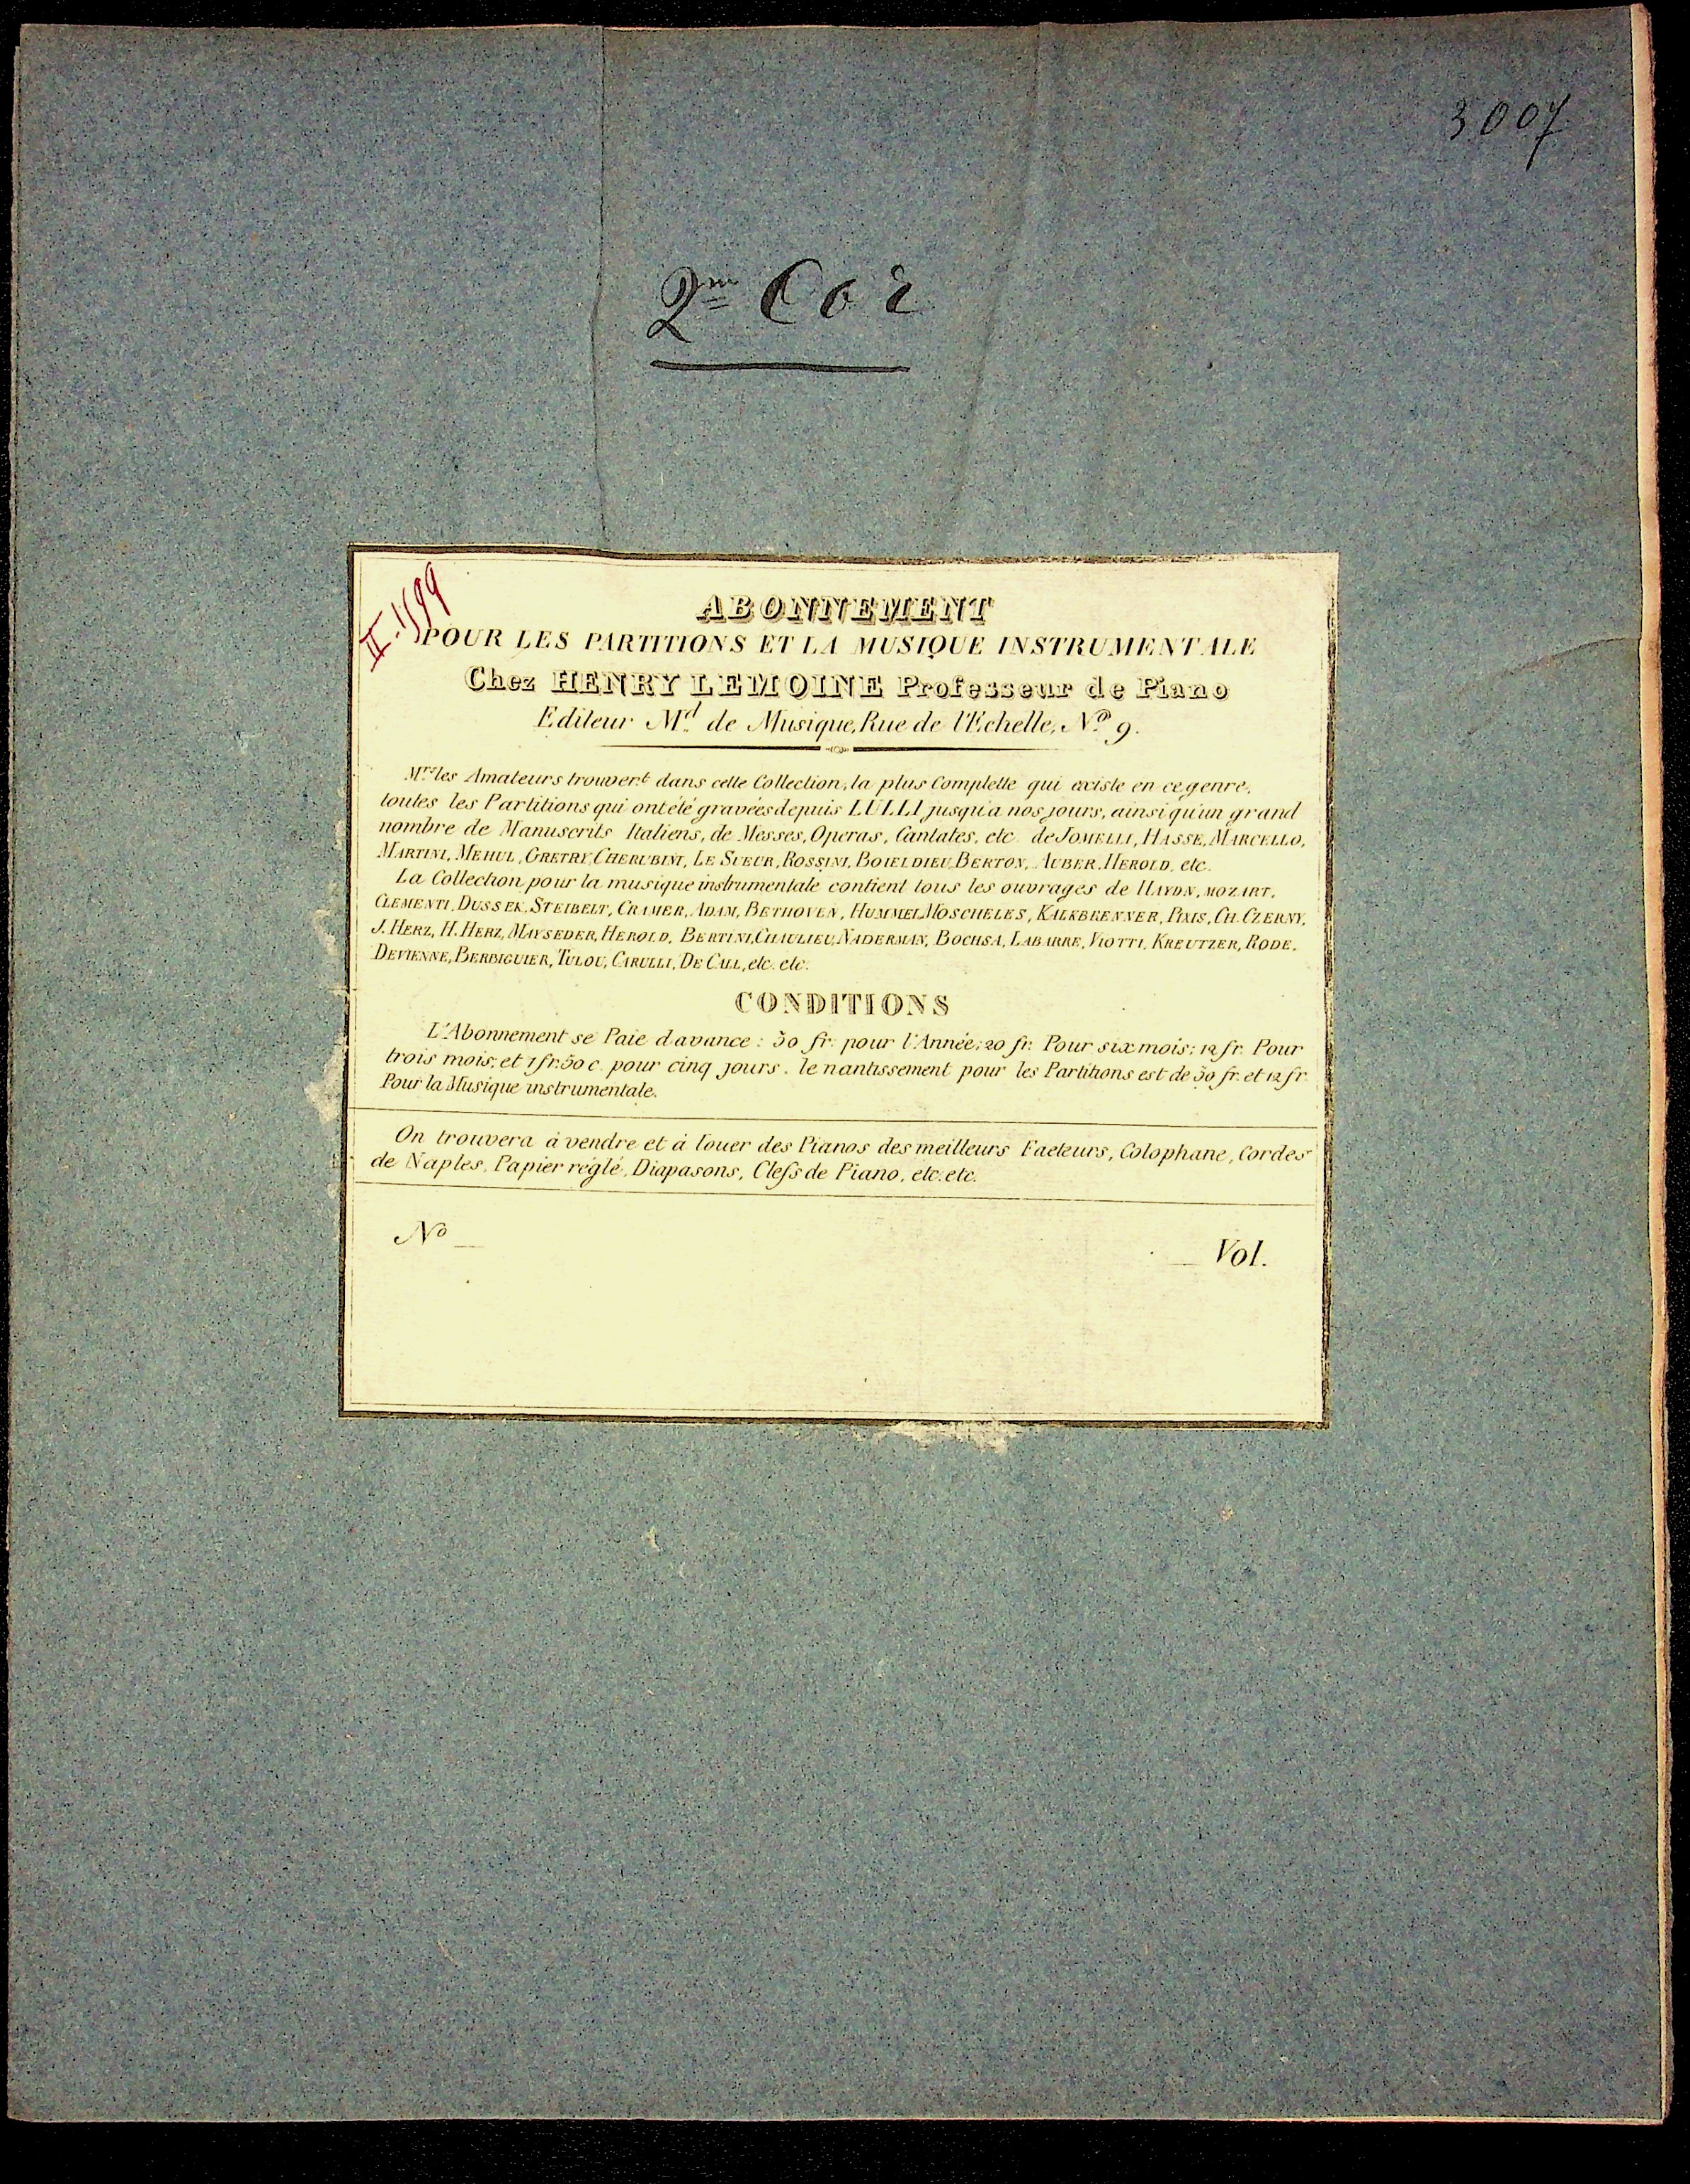 3007
2me Cor
II-1199
ABONNEMENT
POUR LES PARTITIONS ET LA MUSIQUE INSTRUMENTALE
Chez HENRY LEMOINE Professeur de Piano
Editeur Md. de Musique, Rue de l'Echelle, No. 9.
Mrs. les Amateurs trouvert dans cette Collection, la plus Complette qui existe en ce genre,
toutes les Partitions qui ont été gravées depuis LULLI jusqu'a nos jours, ainsi qu'un grand
nombre de Manuscrits Italiens, de Messes, Operas, Cantates, etc de JOMELLI, HASSE, MARCELLO,
MARTINI, MEHUL, GRETRY, CHERUBINI, LE SUEUR, ROSSINI, BOIELDIEU, BERTON, AUBER, HEROLD, etc.
La Collection pour la musique instrumentale contient tous les ouvrages de HAYDN, MOZART,
CLEMENTI, DUSSEK, STEIBELT, CRAMER, ADAM, BETHOVEN, HUMMEL, MOSCHELES, KALKBRENNER, PIXIS, CH. CZERNY,
J. HERZ, H. HERZ, MAYSEDER, HEROLD, BERTINI, CHAULIEU, NADERMAN, BOCHSA, LABARRE, VIOTTI, KREUTZER, RODE,
DEVIENNE, BERBIGUIER, TULOU, CARULLI, DE CALL, etc. etc.
CONDITIONS
L'Abonnement se Paie d'avance: 30 fr. pour l'Année; 20 fr. Pour six mois; 12 fr. Pour
trois mois; et 1 fr. 50 c. pour cinq jours. le nantissement pour les Partitions est de 30 fr. et 12 fr.
Pour la Musique instrumentale.
On trouvera à vendre et à louer des Pianos des meilleurs Facteurs, Colophane, Cordes
de Naples, Papier réglé, Diapasons, Clefs de Piano, etc. etc.
No Vol.